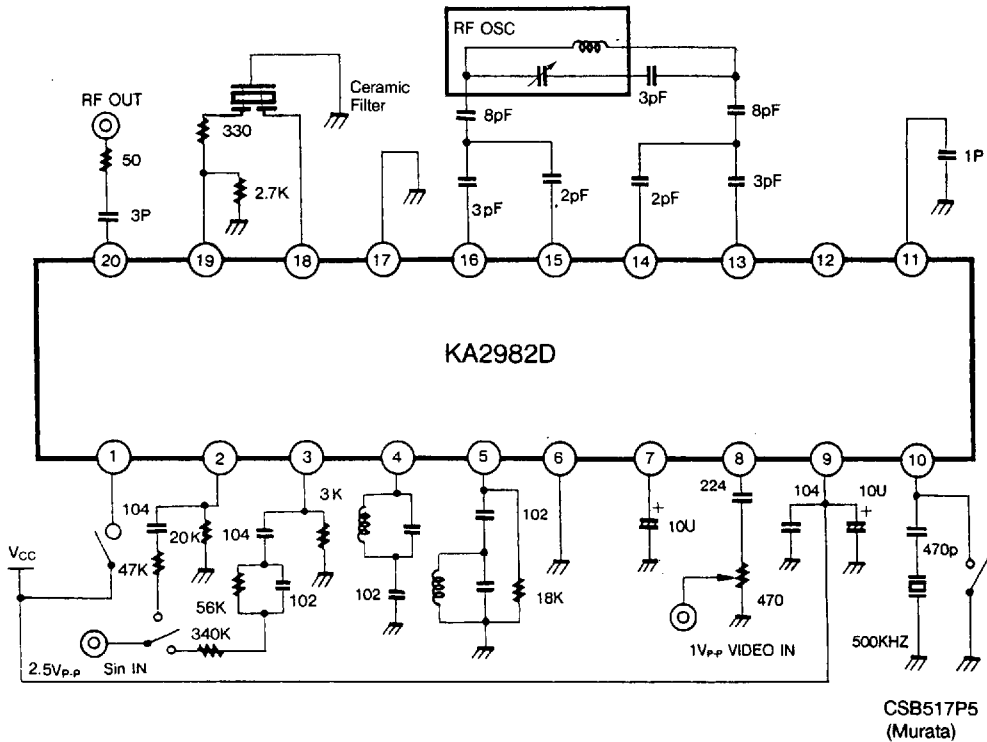 RF OSC
3pF
RF OUT
Ceramic
Filter
50
330
8pF
8pF
1P
3P
2.7K
3pF
2pF
2pF
3pF
20
19
18
17
16
15
14
13
12
11
KA2982D
1
2
3
4
5
6
7
8
9
10
104
20K
47K
104
3K
56K
102
340K
102
102
18K
10U
+
224
470
104
10U
+
470p
500KHZ
VCC
2.5VP-P
Sin IN
1VP-P VIDEO IN
CSB517P5
(Murata)